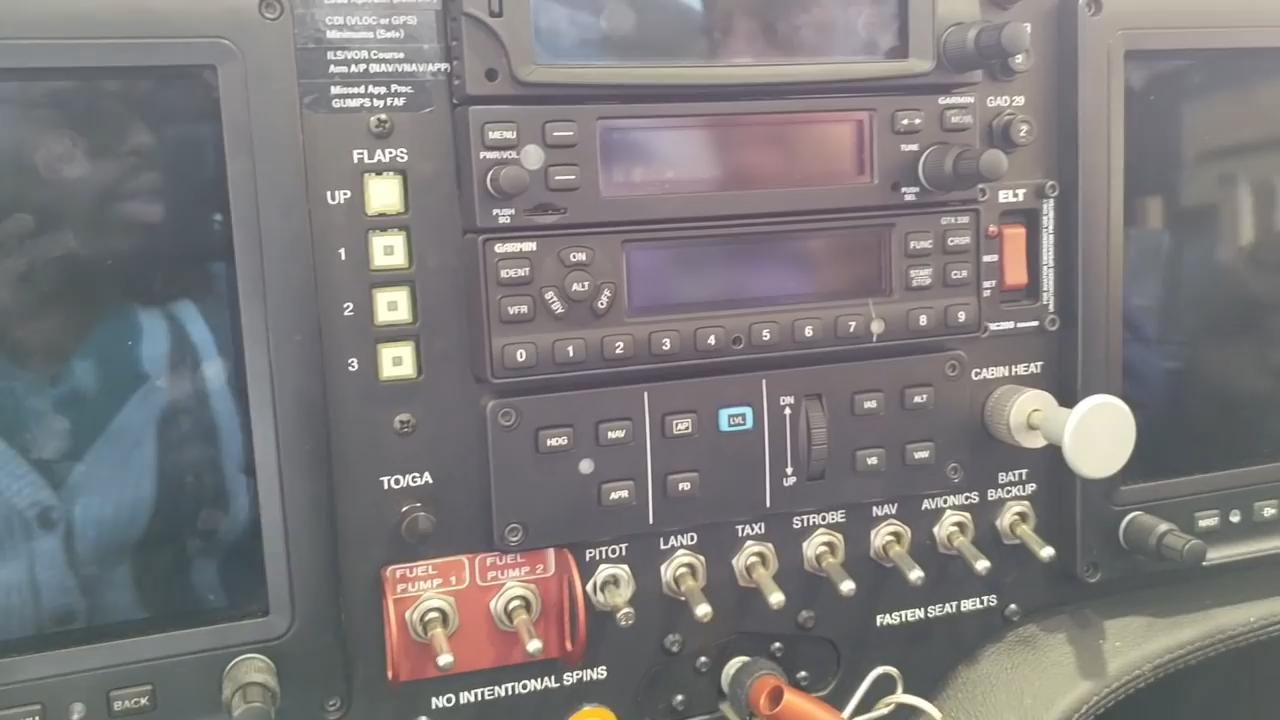 CDI (VLOC or GPS)
Minimums (Set+)
ILS/VOR Course
Arm A/P (NAV/VNAV/APP)
Missed App. Proc.
GUMPS by FAF
FLAPS
UP
1
2
3
TO/GA
FUEL
PUMP 1
FUEL
PUMP 2
NO INTENTIONAL SPINS
BACK
MENU
PWR/VOL
PUSH
SQ
GARMIN
TUNE
PUSH
SEL
GAD 29
2
GARMIN
GTX 330
IDENT
VFR
ON
ALT
STBY
OFF
FUNC
CRSR
START
STOP
CLR
0
1
2
3
4
5
6
7
8
9
ELT
CABIN HEAT
HDG
NAV
APR
AP
LVL
FD
DN
UP
IAS
ALT
VS
VNV
PITOT
LAND
TAXI
STROBE
NAV
AVIONICS
BATT
BACKUP
FASTEN SEAT BELTS
NRST